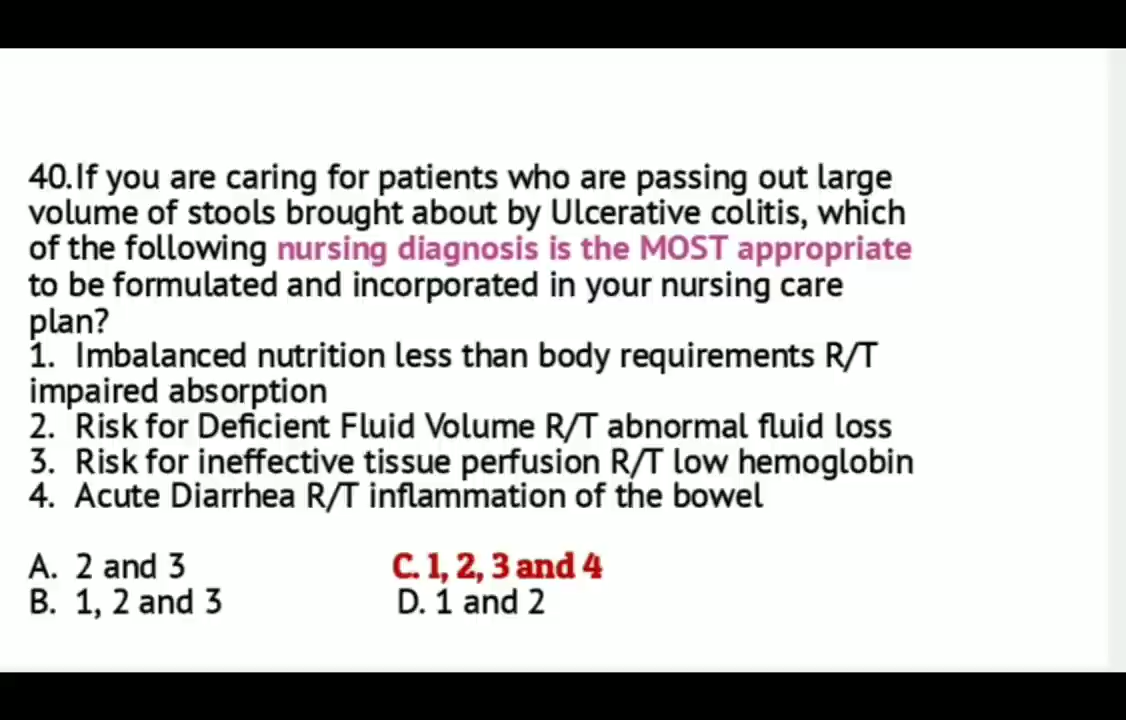 40.If you are caring for patients who are passing out large
volume of stools brought about by Ulcerative colitis, which
of the following nursing diagnosis is the MOST appropriate
to be formulated and incorporated in your nursing care
plan?
1. Imbalanced nutrition less than body requirements R/T
impaired absorption
2. Risk for Deficient Fluid Volume R/T abnormal fluid loss
3. Risk for ineffective tissue perfusion R/T low hemoglobin
4. Acute Diarrhea R/T inflammation of the bowel
A. 2 and 3 C. 1, 2, 3 and 4
B. 1, 2 and 3 D. 1 and 2